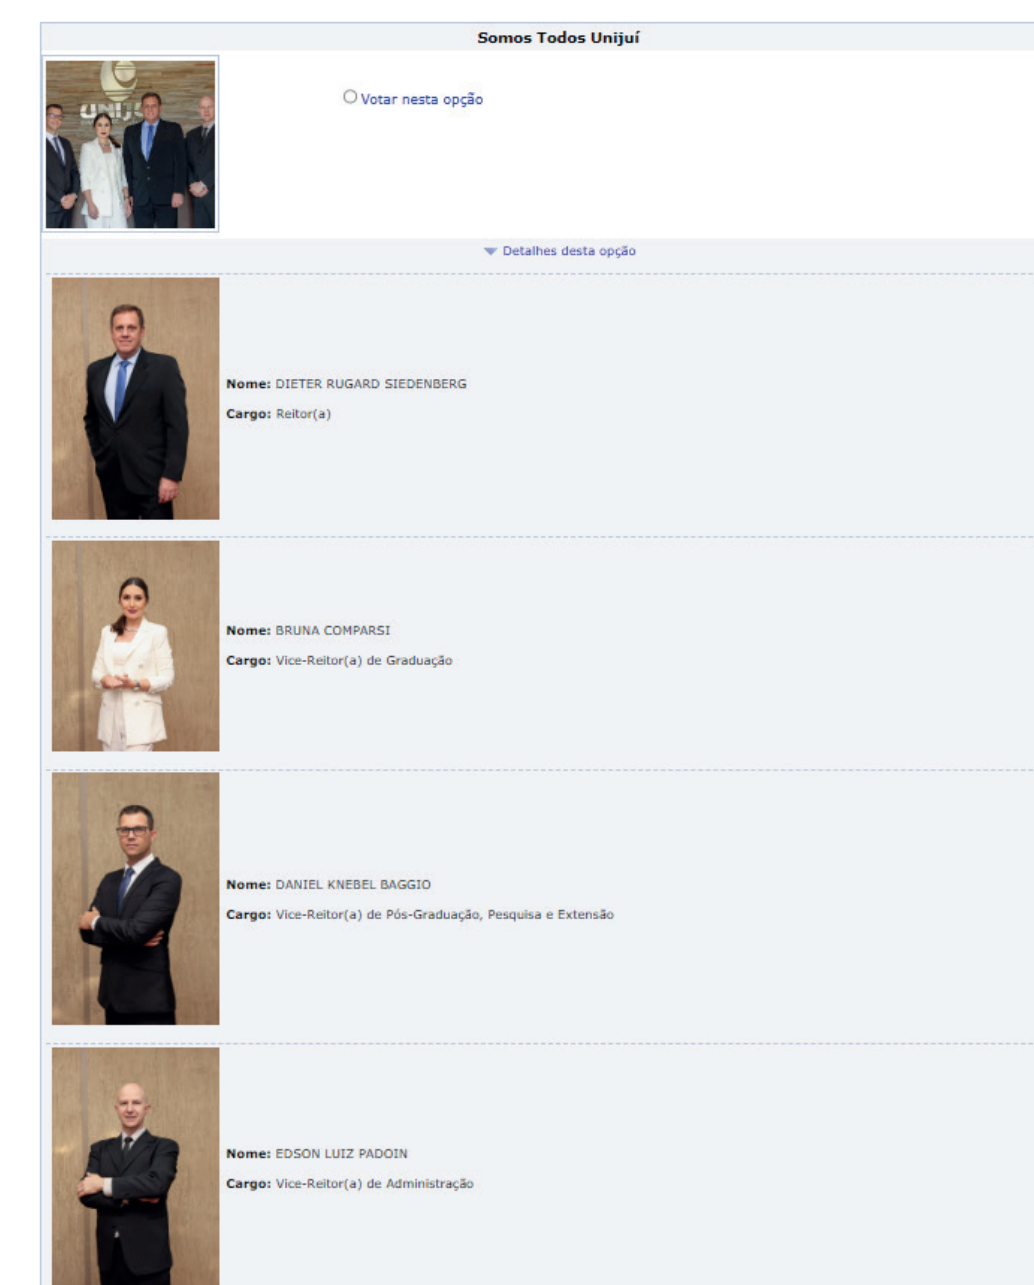 Somos Todos Unijuí
UNIJUÍ
Votar nesta opção
Detalhes desta opção
Nome: DIETER RUGARD SIEDENBERG
Cargo: Reitor(a)
Nome: BRUNA COMPARSI
Cargo: Vice-Reitor(a) de Graduação
Nome: DANIEL KNEBEL BAGGIO
Cargo: Vice-Reitor(a) de Pós-Graduação, Pesquisa e Extensão
Nome: EDSON LUIZ PADOIN
Cargo: Vice-Reitor(a) de Administração